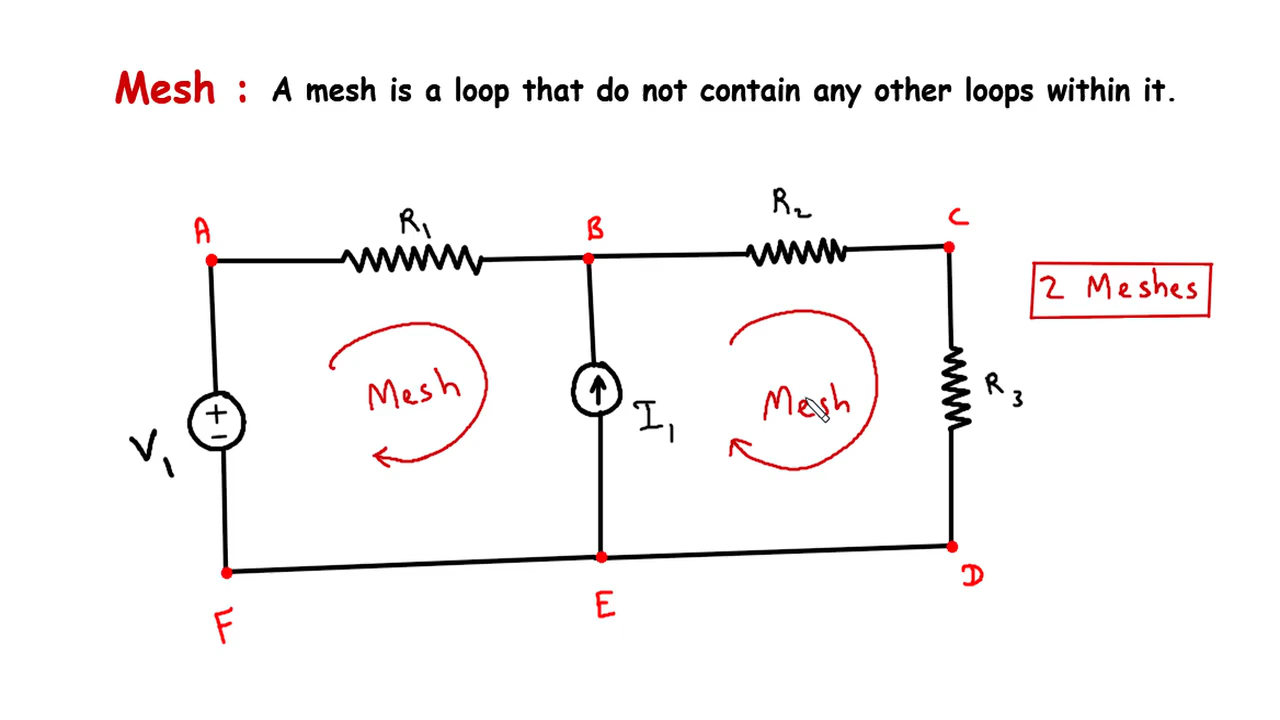 Mesh : A mesh is a loop that do not contain any other loops within it.
A
R₁
B
R₂
C
2 Meshes
Mesh
+
−
V₁
I₁
Mesh
R₃
F
E
D